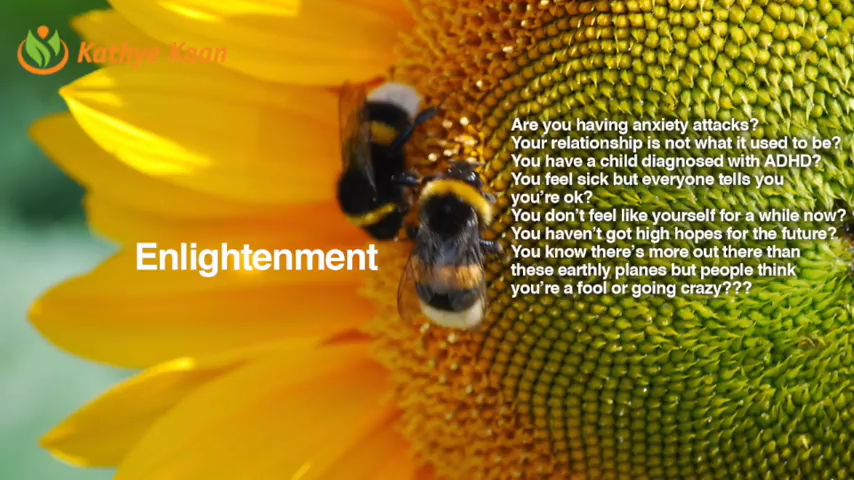 Kathye Kaan
Enlightenment
Are you having anxiety attacks?
Your relationship is not what it used to be?
You have a child diagnosed with ADHD?
You feel sick but everyone tells you
you're ok?
You don't feel like yourself for a while now?
You haven't got high hopes for the future?
You know there's more out there than
these earthly planes but people think
you're a fool or going crazy???